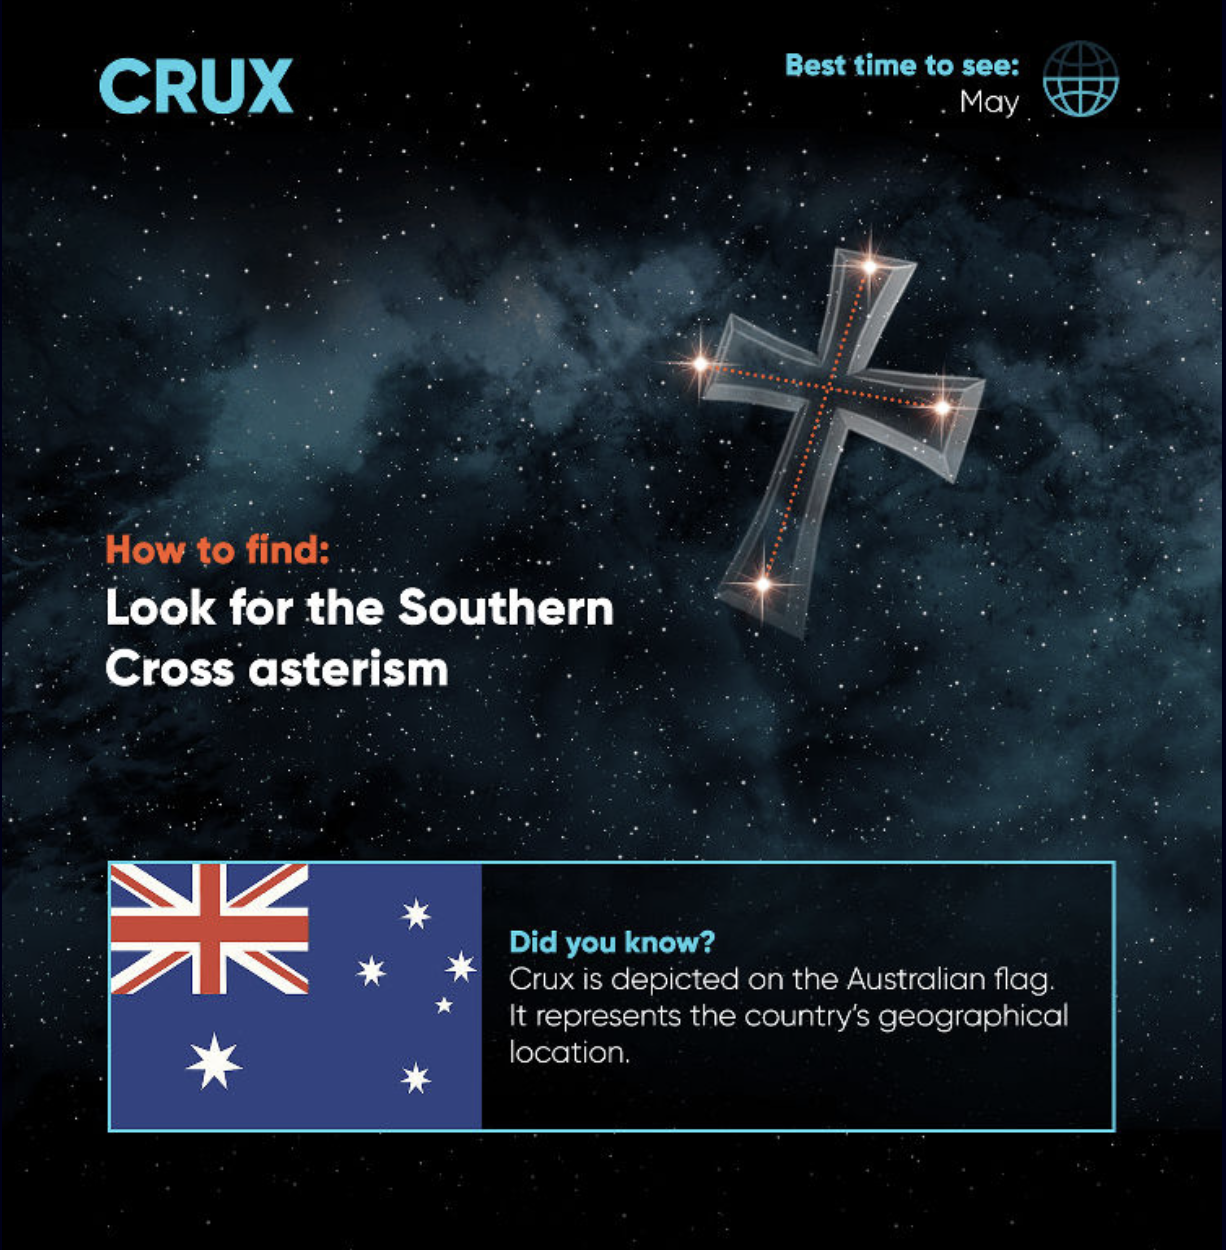 CRUX
Best time to see:
May
How to find:
Look for the Southern
Cross asterism
Did you know?
Crux is depicted on the Australian flag.
It represents the country's geographical
location.